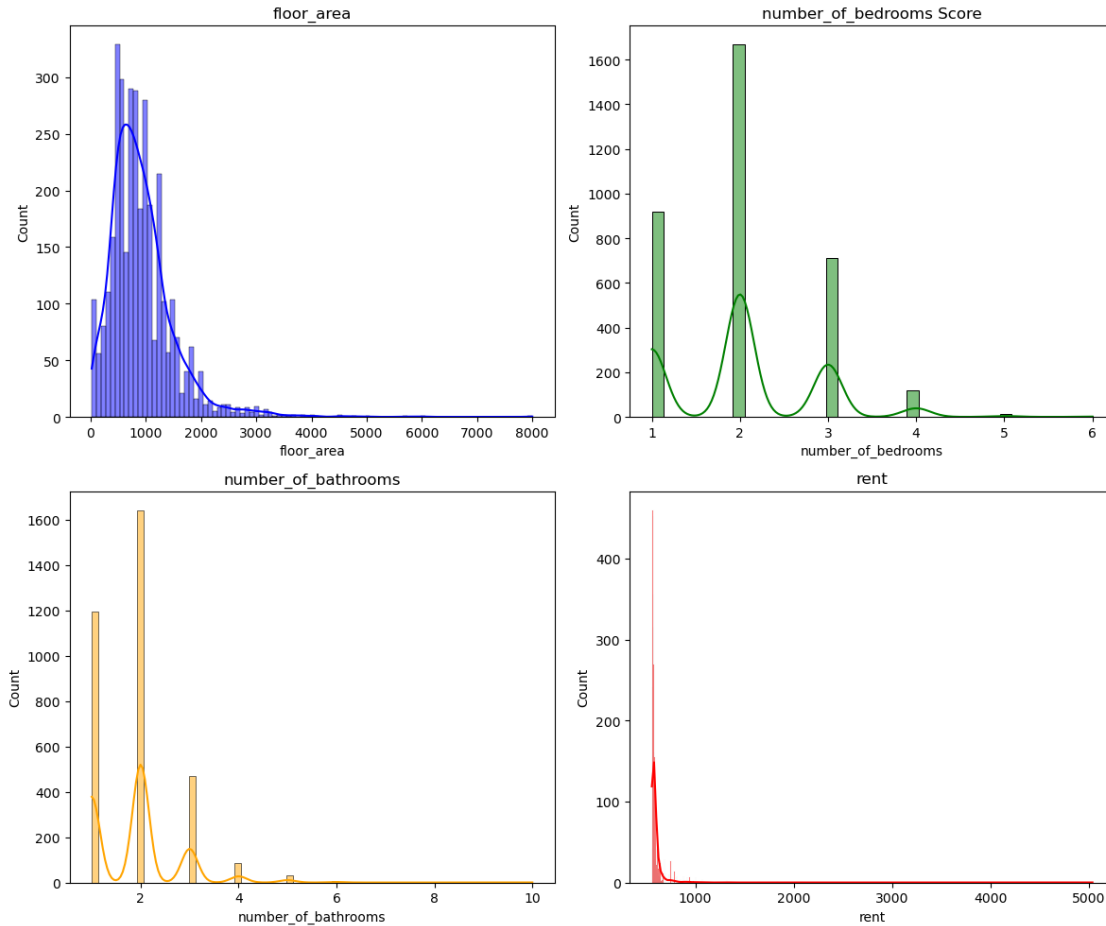 floor_area
number_of_bedrooms Score
300
250
200
150
100
50
0
Count
0 1000 2000 3000 4000 5000 6000 7000 8000
floor_area
1600
1400
1200
1000
800
600
400
200
0
Count
1 2 3 4 5 6
number_of_bedrooms
number_of_bathrooms
rent
1600
1400
1200
1000
800
600
400
200
0
Count
2 4 6 8 10
number_of_bathrooms
400
300
200
100
0
Count
1000 2000 3000 4000 5000
rent